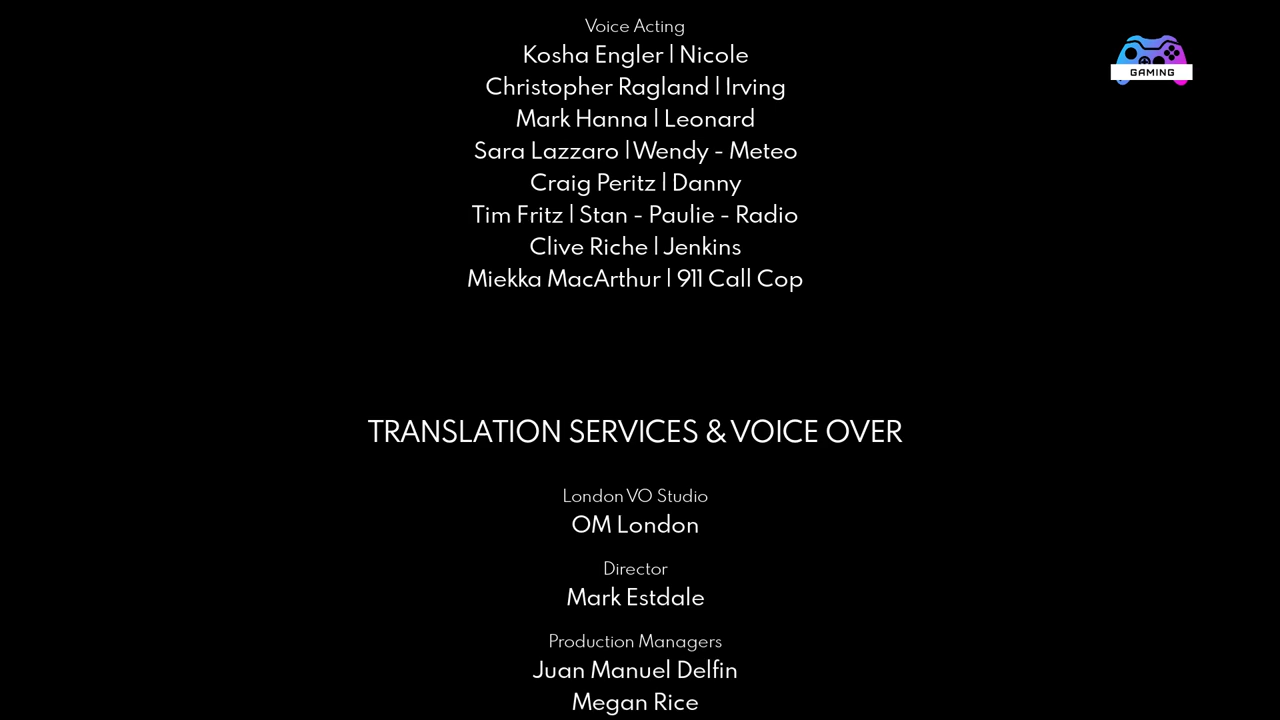 Voice Acting
Kosha Engler | Nicole
Christopher Ragland | Irving
Mark Hanna | Leonard
Sara Lazzaro | Wendy - Meteo
Craig Peritz | Danny
Tim Fritz | Stan - Paulie - Radio
Clive Riche | Jenkins
Miekka MacArthur | 911 Call Cop
GAMING
TRANSLATION SERVICES & VOICE OVER
London VO Studio
OM London
Director
Mark Estdale
Production Managers
Juan Manuel Delfin
Megan Rice